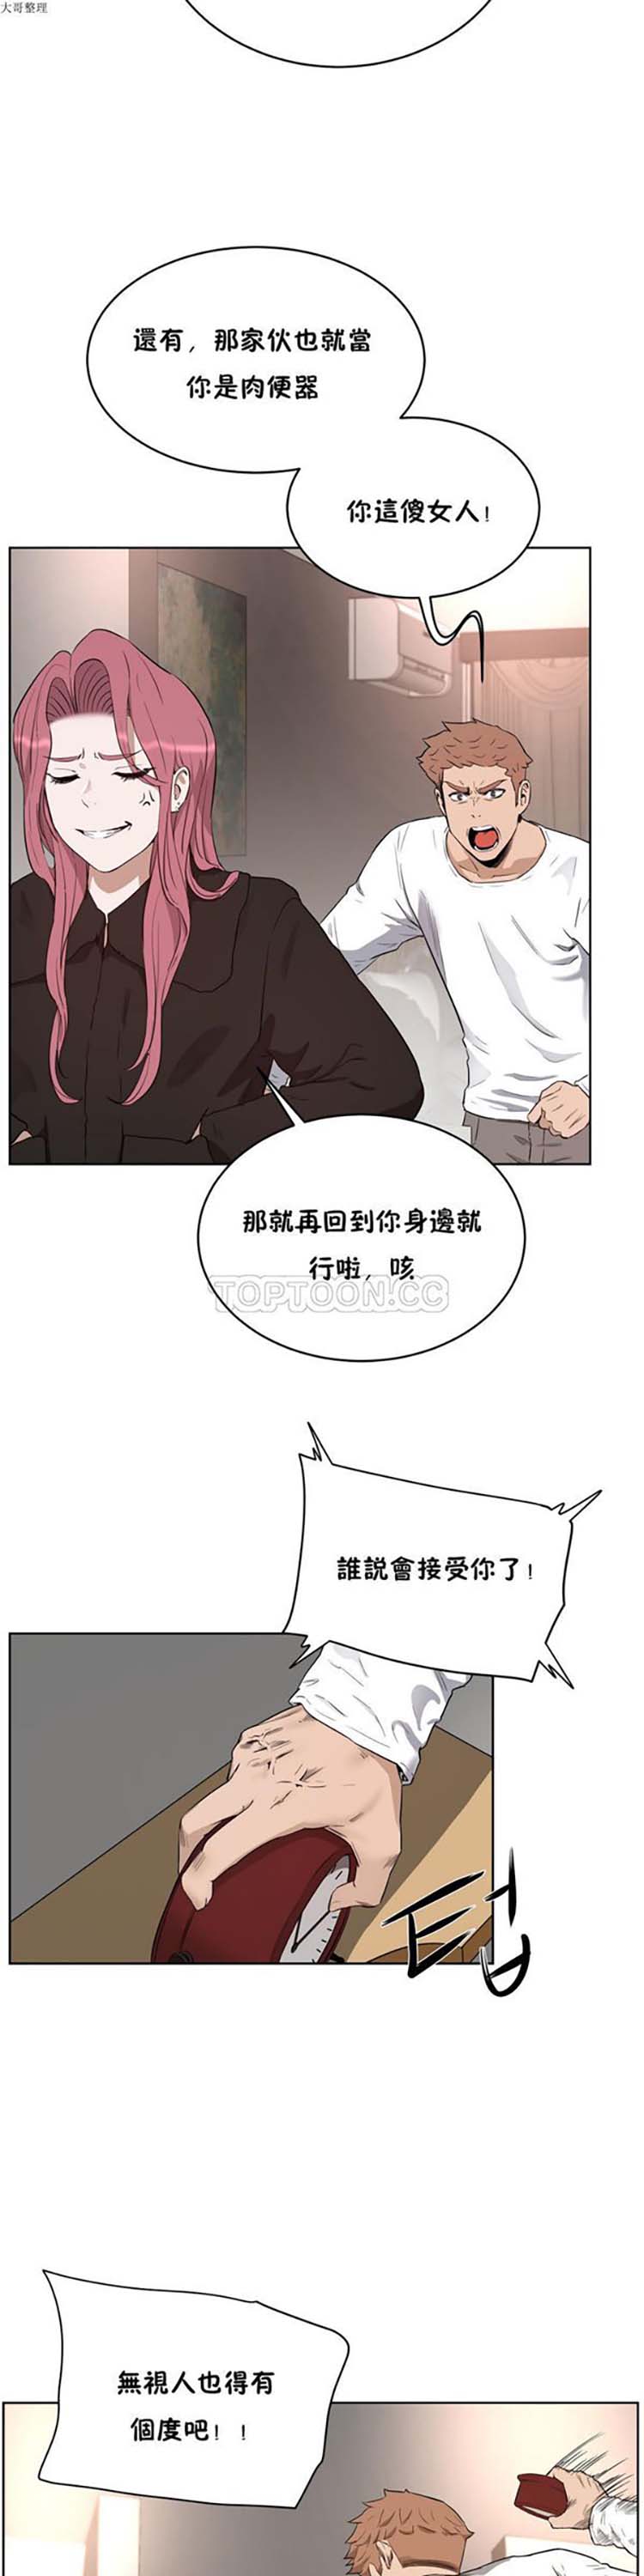 大哥整理
還有，那家伙也就當
你是肉便器
你這傻女人！
那就再回到你身邊就
行啦，咳
TOPTOON.CC
誰說會接受你了！
탁
無視人也得有
個度吧！！